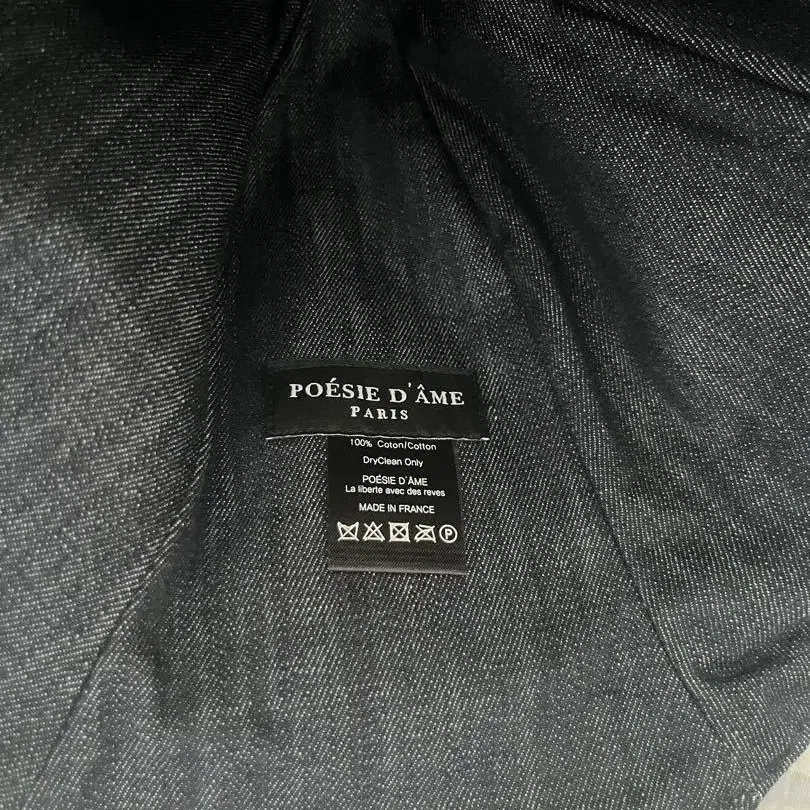 POÉSIE D'ÂME
PARIS
100% Coton/Cotton
DryClean Only
POÉSIE D'ÂME
La liberte avec des reves
MADE IN FRANCE
P